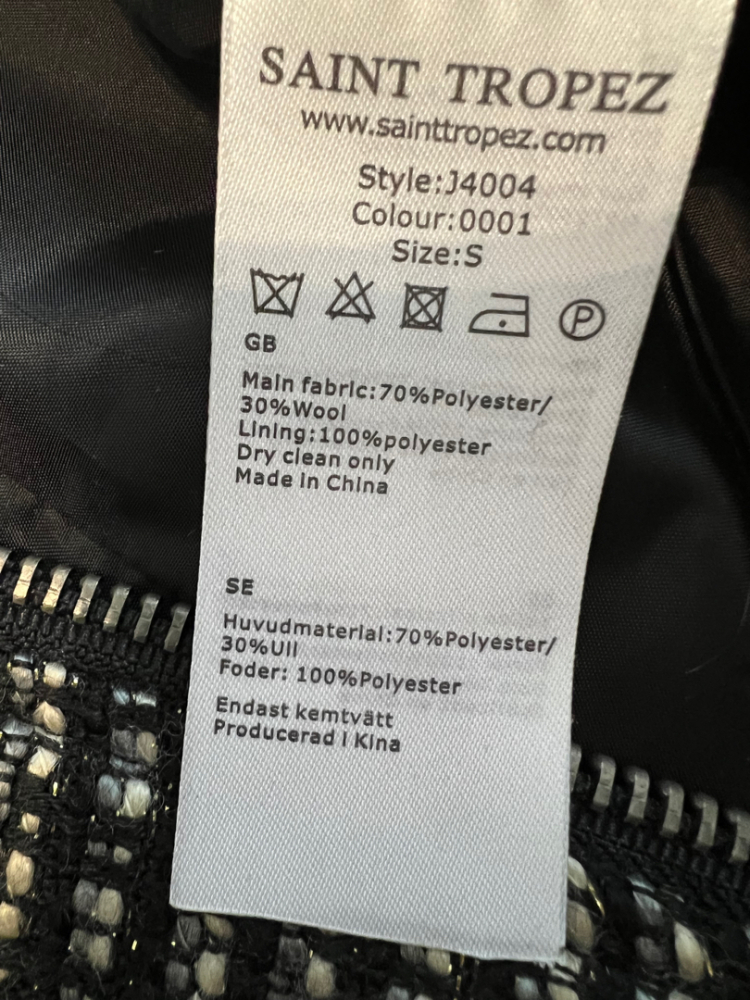 SAINT TROPEZ
www.sainttropez.com
Style:J4004
Colour:0001
Size:S
P
GB
Main fabric:70%Polyester/
30%Wool
Lining:100%polyester
Dry clean only
Made in China
SE
Huvudmaterial:70%Polyester/
30%Ull
Foder: 100%Polyester
Endast kemtvätt
Producerad i Kina